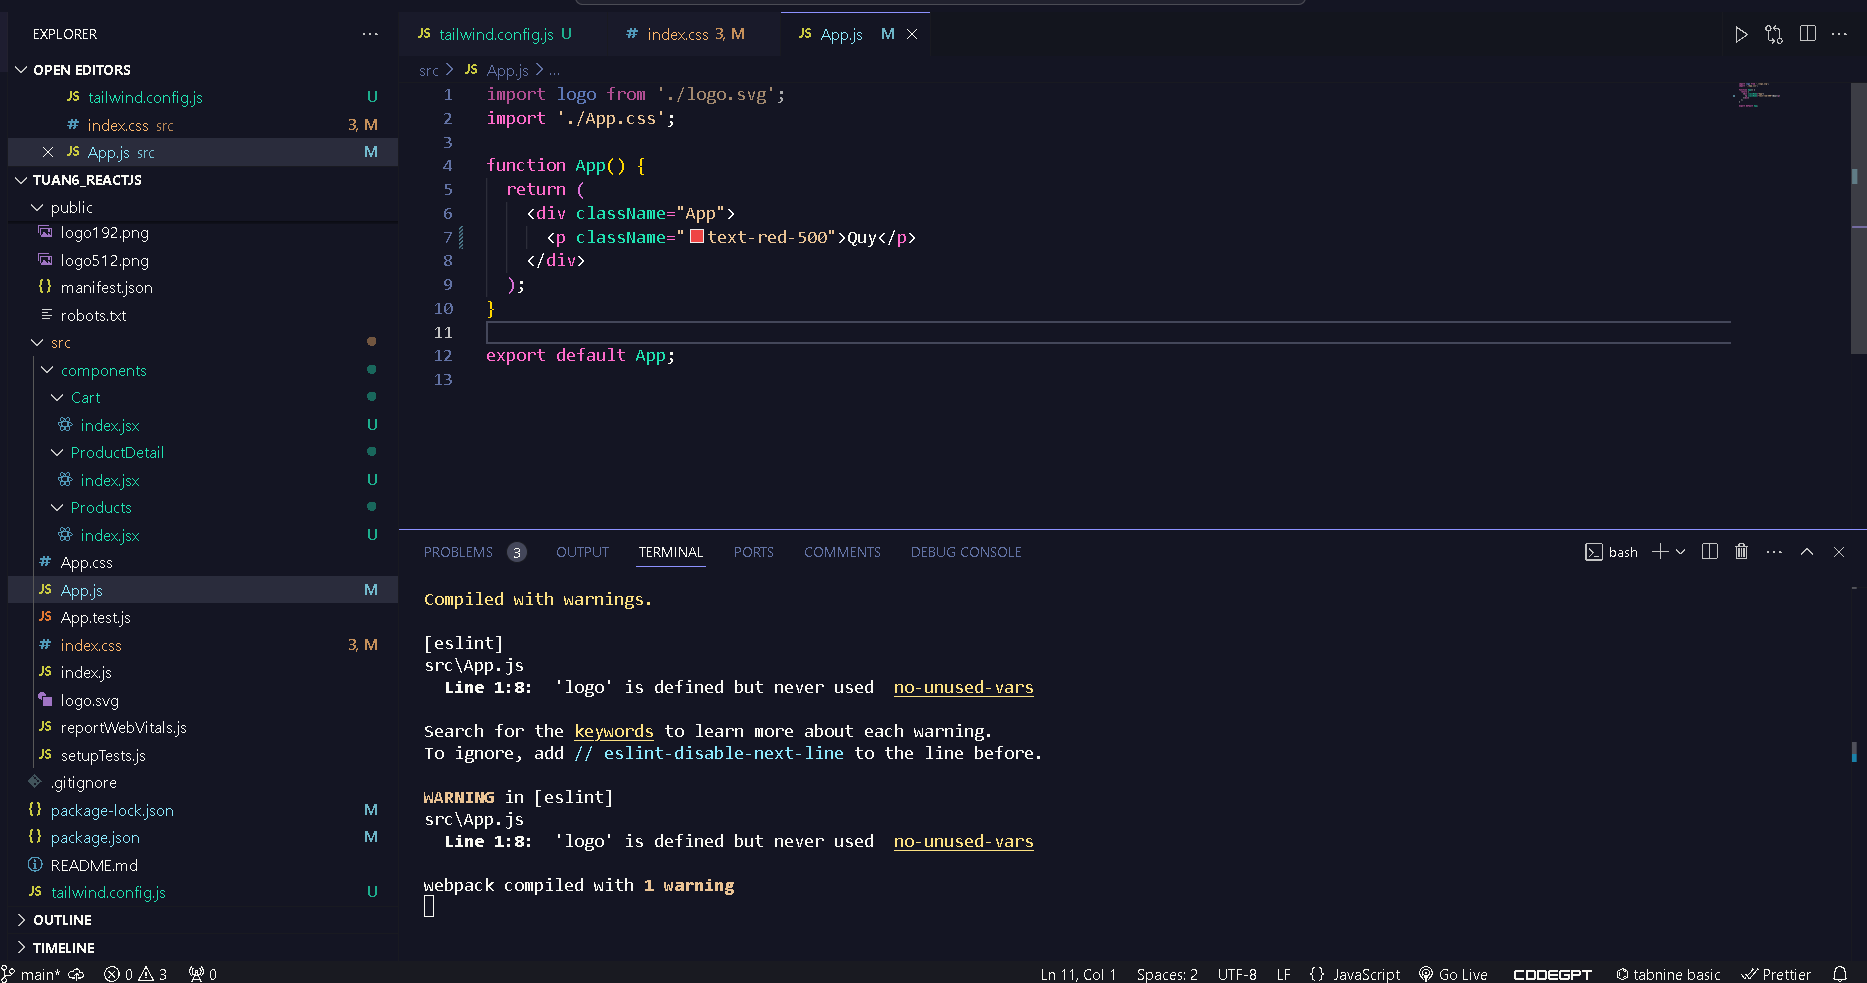 EXPLORER
OPEN EDITORS
JS tailwind.config.js U
# index.css src 3, M
JS App.js src M
TUAN6_REACTJS
public
logo192.png
logo512.png
{} manifest.json
robots.txt
src
components
Cart
index.jsx U
ProductDetail
index.jsx U
Products
index.jsx U
# App.css
JS App.js M
JS App.test.js
# index.css 3, M
JS index.js
logo.svg
JS reportWebVitals.js
JS setupTests.js
.gitignore
{} package-lock.json M
{} package.json M
README.md
JS tailwind.config.js U
OUTLINE
TIMELINE
JS tailwind.config.js U # index.css 3, M JS App.js M
src > JS App.js > ...
1 import logo from './logo.svg';
2 import './App.css';
3
4 function App() {
5 return (
6 <div className="App">
7 <p className="text-red-500">Quy</p>
8 </div>
9 );
10 }
11
12 export default App;
13
PROBLEMS 3 OUTPUT TERMINAL PORTS COMMENTS DEBUG CONSOLE bash
Compiled with warnings.
[eslint]
src\App.js
Line 1:8: 'logo' is defined but never used no-unused-vars
Search for the keywords to learn more about each warning.
To ignore, add // eslint-disable-next-line to the line before.
WARNING in [eslint]
src\App.js
Line 1:8: 'logo' is defined but never used no-unused-vars
webpack compiled with 1 warning
main* 0 3 0 Ln 11, Col 1 Spaces: 2 UTF-8 LF {} JavaScript Go Live CODEGPT tabnine basic Prettier